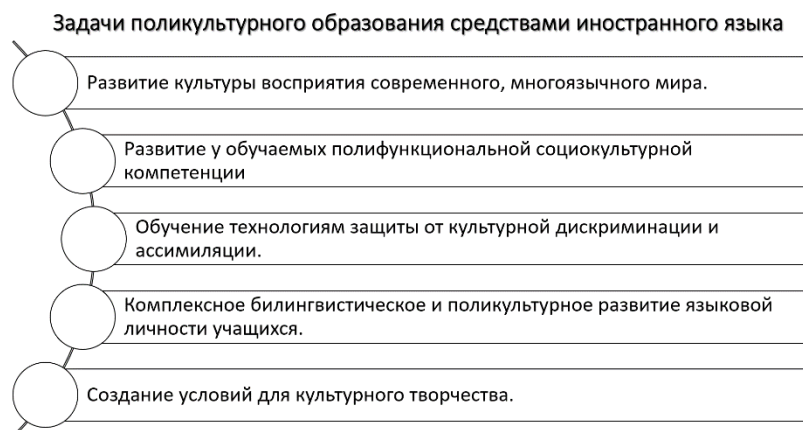 Задачи поликультурного образования средствами иностранного языка
Развитие культуры восприятия современного, многоязычного мира.
Развитие у обучаемых полифункциональной социокультурной
компетенции
Обучение технологиям защиты от культурной дискриминации и
ассимиляции.
Комплексное билингвистическое и поликультурное развитие языковой
личности учащихся.
Создание условий для культурного творчества.